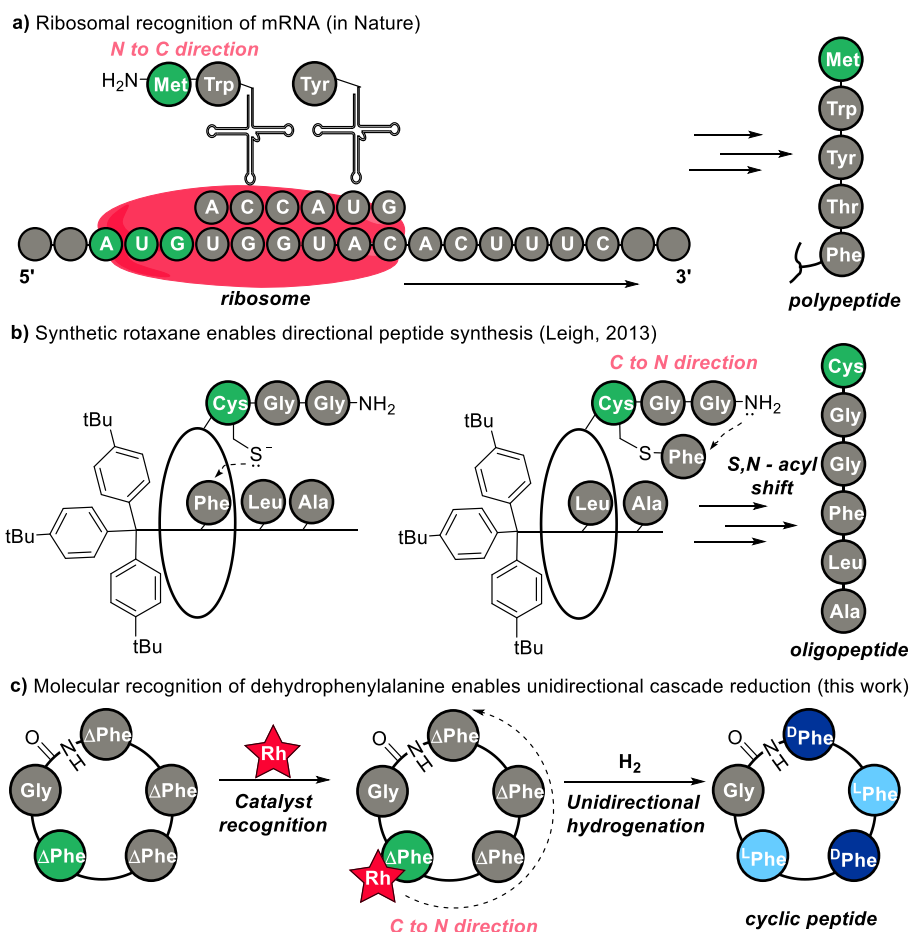 a) Ribosomal recognition of mRNA (in Nature)
N to C direction
H2N Met Trp Tyr
A C C A U G
A U G U G G U A C A C U U U C
5' 3'
ribosome
Met
Trp
Tyr
Thr
Phe
polypeptide
b) Synthetic rotaxane enables directional peptide synthesis (Leigh, 2013)
tBu
tBu
tBu
Cys Gly Gly NH2
S−
Phe Leu Ala
C to N direction
tBu
tBu
tBu
Cys Gly Gly NH2
S Phe
Leu Ala
S,N - acyl
shift
Cys
Gly
Gly
Phe
Leu
Ala
oligopeptide
c) Molecular recognition of dehydrophenylalanine enables unidirectional cascade reduction (this work)
O N H
ΔPhe
Gly ΔPhe
ΔPhe ΔPhe
Rh
Catalyst
recognition
O N H
ΔPhe
Gly ΔPhe
ΔPhe ΔPhe
Rh
C to N direction
H2
Unidirectional
hydrogenation
O N H
DPhe
Gly LPhe
LPhe DPhe
cyclic peptide